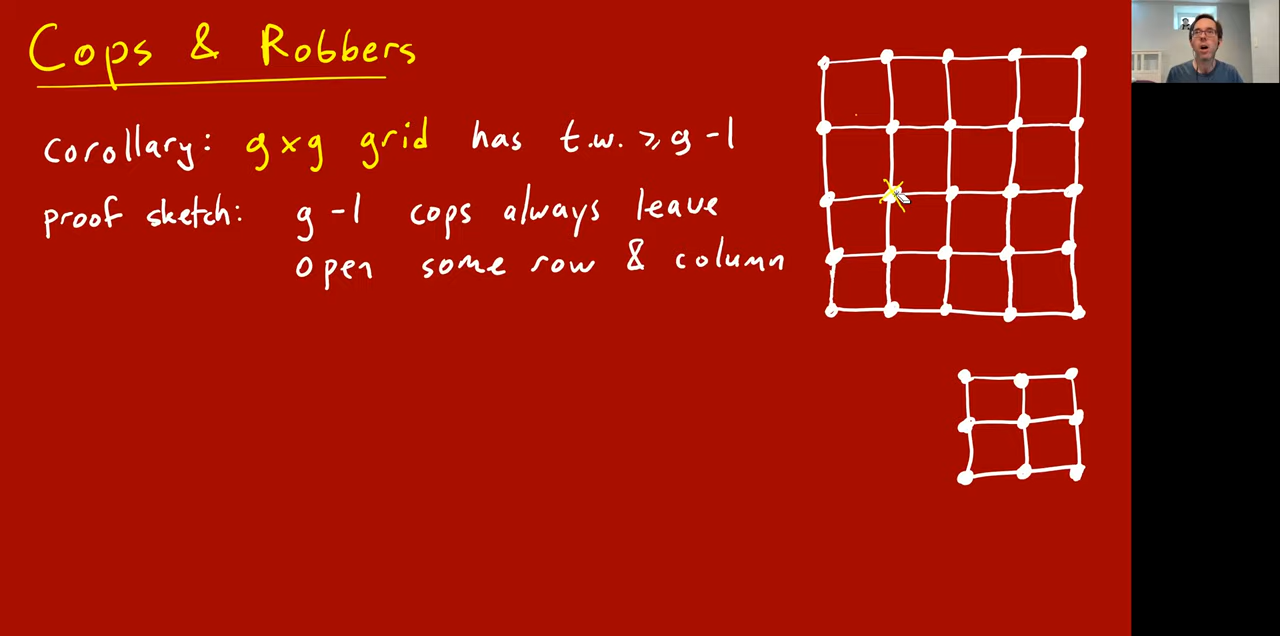 Cops & Robbers
corollary: g×g grid has t.w. ≥ g-1
proof sketch: g-1 cops always leave
open some row & column